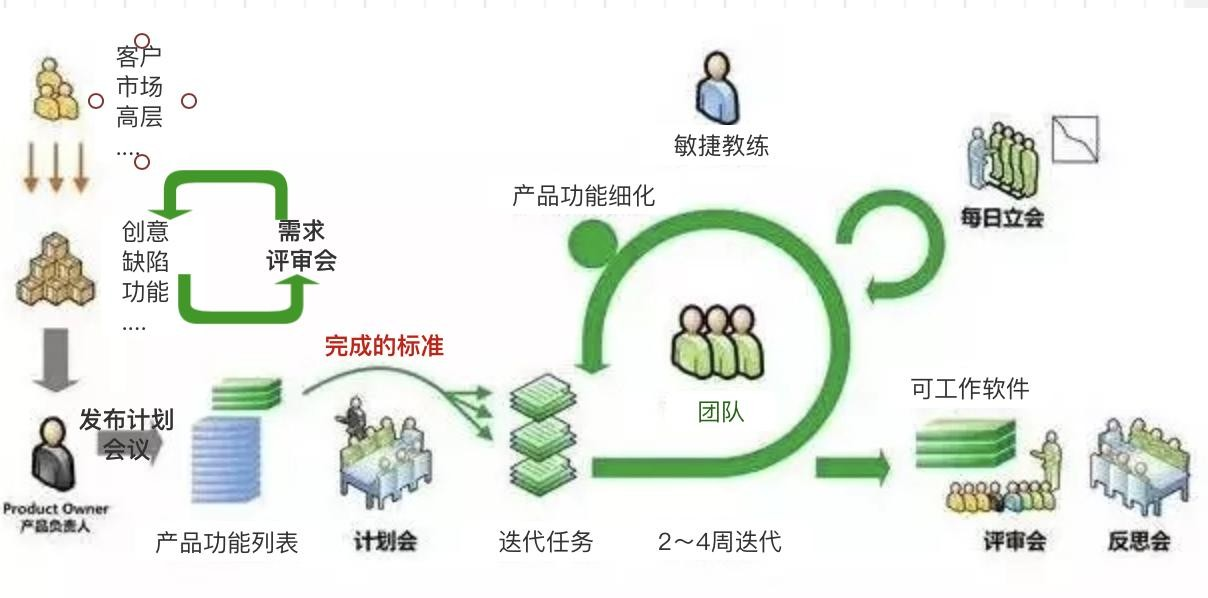 客户
市场
高层
....
敏捷教练
产品功能细化
每日立会
创意
缺陷
功能
....
需求
评审会
完成的标准
团队
可工作软件
发布计划
会议
Product Owner
产品负责人
产品功能列表
计划会
迭代任务
2~4周迭代
评审会
反思会